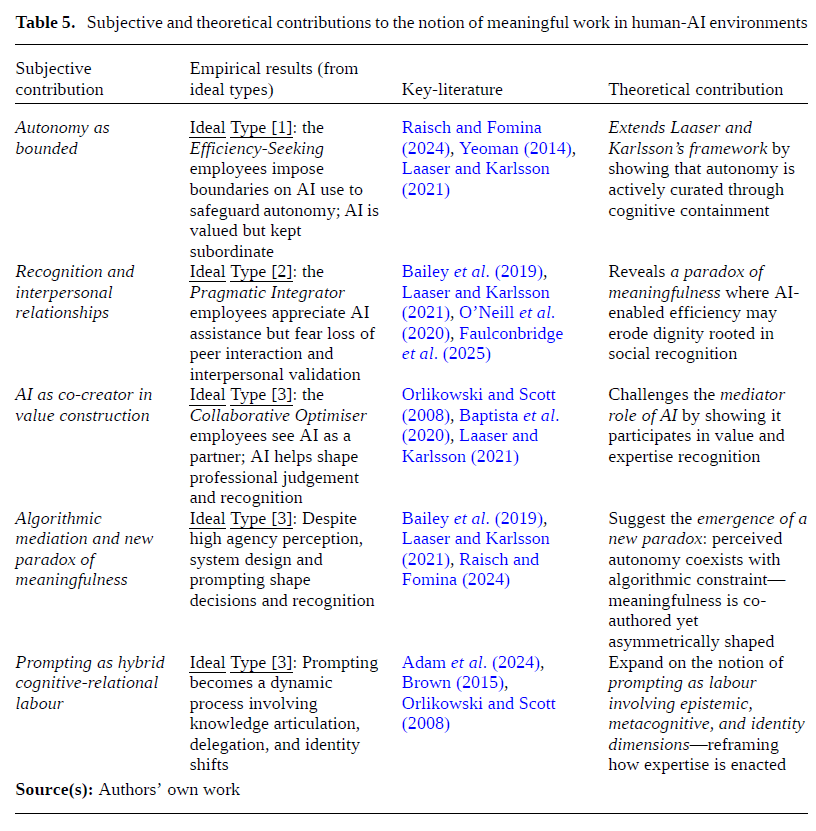 Table 5. Subjective and theoretical contributions to the notion of meaningful work in human-AI environments
Subjective
contribution
Empirical results (from
ideal types)
Key-literature
Theoretical contribution
Autonomy as
bounded
Ideal Type [1]: the
Efficiency-Seeking
employees impose
boundaries on AI use to
safeguard autonomy; AI is
valued but kept
subordinate
Raisch and Fomina
(2024), Yeoman (2014),
Laaser and Karlsson
(2021)
Extends Laaser and
Karlsson’s framework by
showing that autonomy is
actively curated through
cognitive containment
Recognition and
interpersonal
relationships
Ideal Type [2]: the
Pragmatic Integrator
employees appreciate AI
assistance but fear loss of
peer interaction and
interpersonal validation
Bailey et al. (2019),
Laaser and Karlsson
(2021), O’Neill et al.
(2020), Faulconbridge
et al. (2025)
Reveals a paradox of
meaningfulness where AI-
enabled efficiency may
erode dignity rooted in
social recognition
AI as co-creator in
value construction
Ideal Type [3]: the
Collaborative Optimiser
employees see AI as a
partner; AI helps shape
professional judgement
and recognition
Orlikowski and Scott
(2008), Baptista et al.
(2020), Laaser and
Karlsson (2021)
Challenges the mediator
role of AI by showing it
participates in value and
expertise recognition
Algorithmic
mediation and new
paradox of
meaningfulness
Ideal Type [3]: Despite
high agency perception,
system design and
prompting shape
decisions and recognition
Bailey et al. (2019),
Laaser and Karlsson
(2021), Raisch and
Fomina (2024)
Suggest the emergence of a
new paradox: perceived
autonomy coexists with
algorithmic constraint—
meaningfulness is co-
authored yet
asymmetrically shaped
Prompting as hybrid
cognitive-relational
labour
Ideal Type [3]: Prompting
becomes a dynamic
process involving
knowledge articulation,
delegation, and identity
shifts
Adam et al. (2024),
Brown (2015),
Orlikowski and Scott
(2008)
Expand on the notion of
prompting as labour
involving epistemic,
metacognitive, and identity
dimensions—reframing
how expertise is enacted
Source(s): Authors’ own work